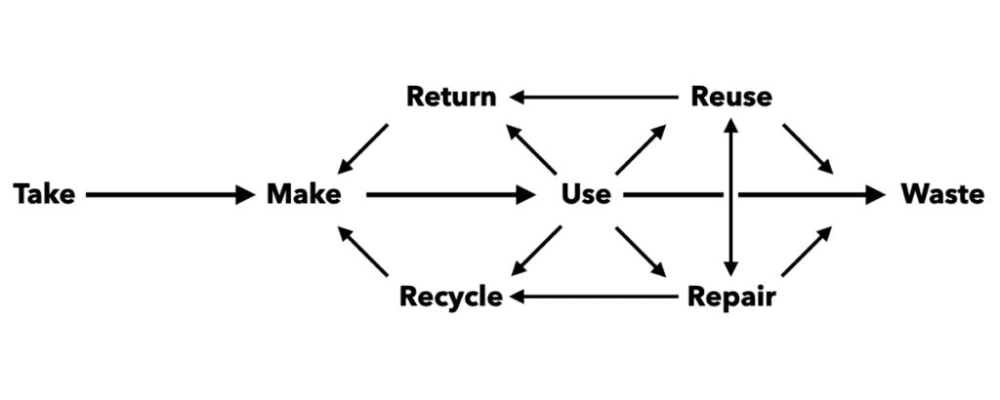 Return Reuse
Take Make Use Waste
Recycle Repair